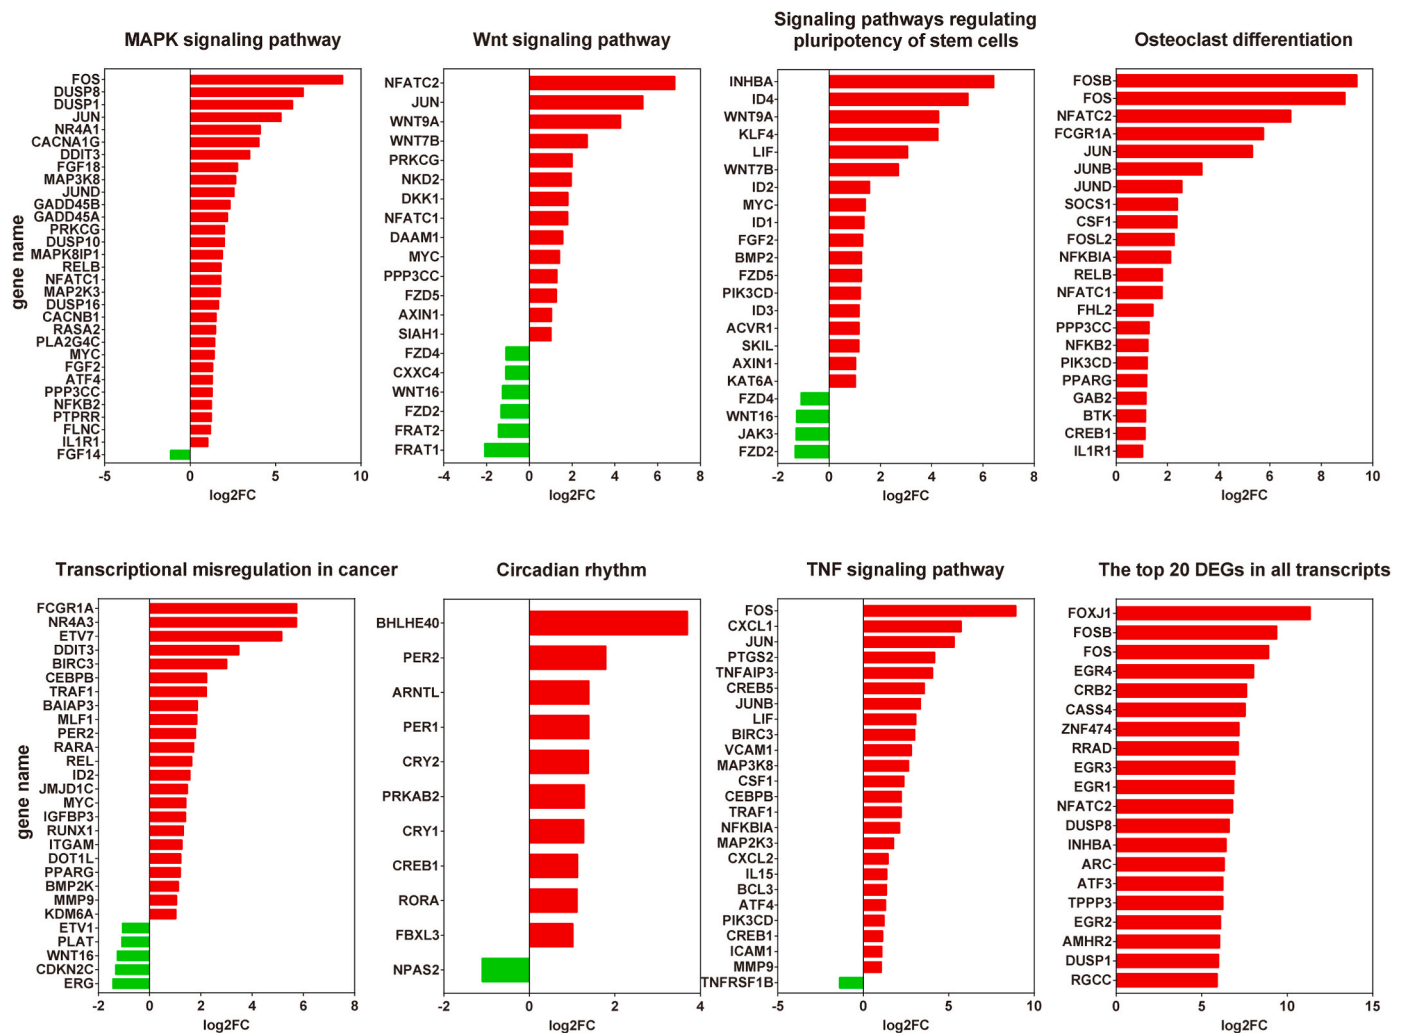 MAPK signaling pathway
gene name
FOS
DUSP8
DUSP1
JUN
NR4A1
CACNA1G
DDIT3
FGF18
MAP3K8
JUND
GADD45B
GADD45A
PRKCG
DUSP10
MAPK8IP1
RELB
NFATC1
MAP2K3
DUSP16
CACNB1
RASA2
PLA2G4C
MYC
FGF2
ATF4
PPP3CC
NFKB2
PTPRR
FLNC
IL1R1
FGF14
-5 0 5 10
log2FC
Wnt signaling pathway
NFATC2
JUN
WNT9A
WNT7B
PRKCG
NKD2
DKK1
NFATC1
DAAM1
MYC
PPP3CC
FZD5
AXIN1
SIAH1
FZD4
CXXC4
WNT16
FZD2
FRAT2
FRAT1
-4 -2 0 2 4 6 8
log2FC
Signaling pathways regulating
pluripotency of stem cells
INHBA
ID4
WNT9A
KLF4
LIF
WNT7B
ID2
MYC
ID1
FGF2
BMP2
FZD5
PIK3CD
ID3
ACVR1
SKIL
AXIN1
KAT6A
FZD4
WNT16
JAK3
FZD2
-2 0 2 4 6 8
log2FC
Osteoclast differentiation
FOSB
FOS
NFATC2
FCGR1A
JUN
JUNB
JUND
SOCS1
CSF1
FOSL2
NFKBIA
RELB
NFATC1
FHL2
PPP3CC
NFKB2
PIK3CD
PPARG
GAB2
BTK
CREB1
IL1R1
0 2 4 6 8 10
log2FC
Transcriptional misregulation in cancer
gene name
FCGR1A
NR4A3
ETV7
DDIT3
BIRC3
CEBPB
TRAF1
BAIAP3
MLF1
PER2
RARA
REL
ID2
JMJD1C
MYC
IGFBP3
RUNX1
ITGAM
DOT1L
PPARG
BMP2K
MMP9
KDM6A
ETV1
PLAT
WNT16
CDKN2C
ERG
-2 0 2 4 6 8
log2FC
Circadian rhythm
BHLHE40
PER2
ARNTL
PER1
CRY2
PRKAB2
CRY1
CREB1
RORA
FBXL3
NPAS2
-2 0 2 4
log2FC
TNF signaling pathway
FOS
CXCL1
JUN
PTGS2
TNFAIP3
CREB5
JUNB
LIF
BIRC3
VCAM1
MAP3K8
CSF1
CEBPB
TRAF1
NFKBIA
MAP2K3
CXCL2
IL15
BCL3
ATF4
PIK3CD
CREB1
ICAM1
MMP9
TNFRSF1B
-5 0 5 10
log2FC
The top 20 DEGs in all transcripts
FOXJ1
FOSB
FOS
EGR4
CRB2
CASS4
ZNF474
RRAD
EGR3
EGR1
NFATC2
DUSP8
INHBA
ARC
ATF3
TPPP3
EGR2
AMHR2
DUSP1
RGCC
0 5 10 15
log2FC